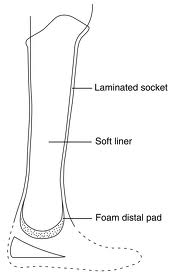 Laminated socket
Soft liner
Foam distal pad